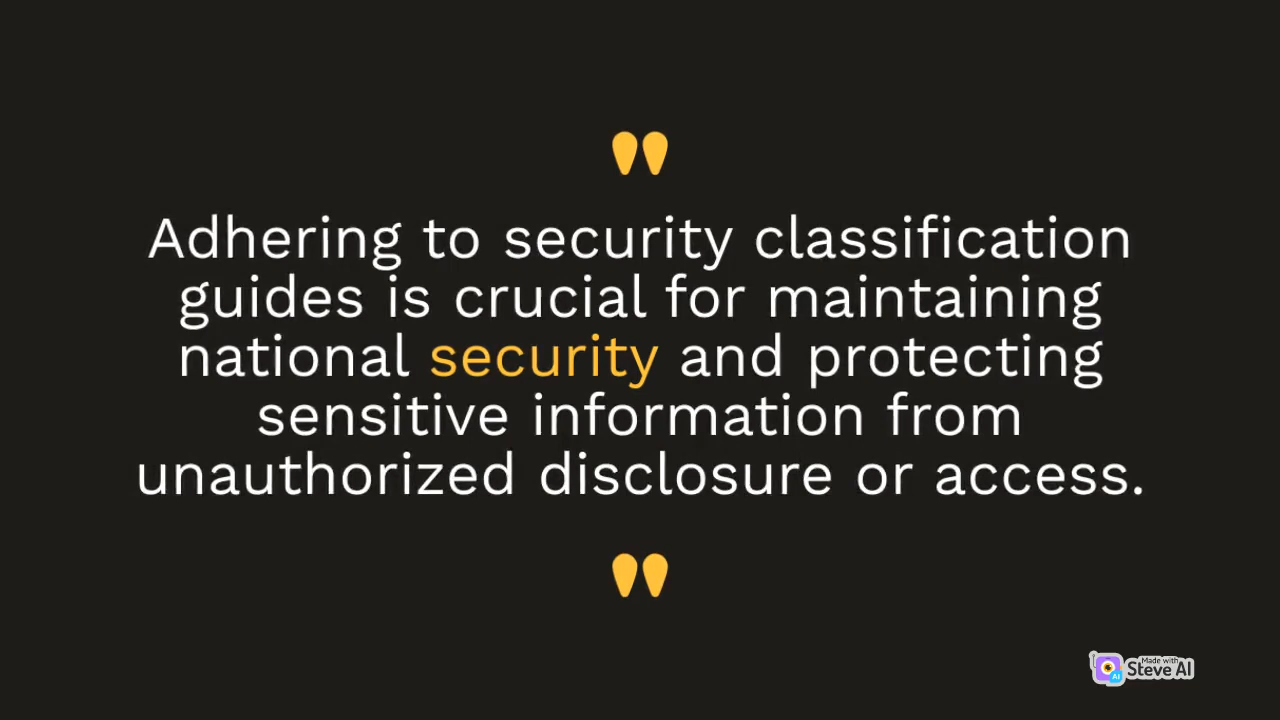 "
Adhering to security classification
guides is crucial for maintaining
national security and protecting
sensitive information from
unauthorized disclosure or access.
"
Made with
Steve AI
AI